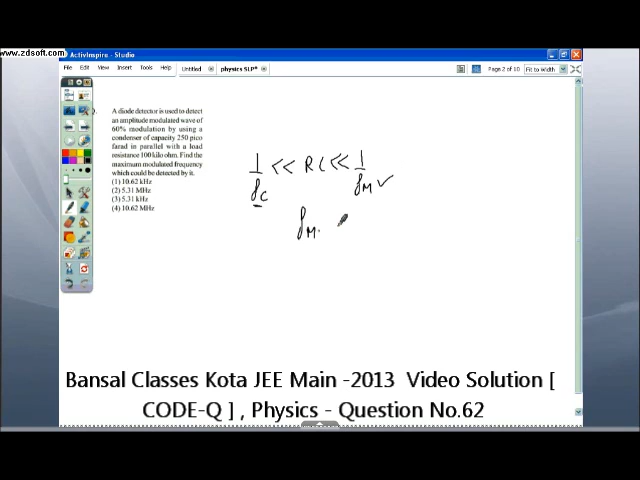 www.zdsoft.com
ActivInspire - Studio
File Edit View Insert Tools Help Untitled physics SLP* Page 2 of 10 Fit to width
A diode detector is used to detect
an amplitude modulated wave of
60% modulation by using a
condenser of capacity 250 pico
farad in parallel with a load
resistance 100 kilo ohm. Find the
maximum modulated frequency
which could be detected by it.
(1) 10.62 kHz
(2) 5.31 MHz
(3) 5.31 kHz
(4) 10.62 MHz
1/fc << RC << 1/fM ✓
fM.
Bansal Classes Kota JEE Main -2013 Video Solution [
CODE-Q ] , Physics - Question No.62